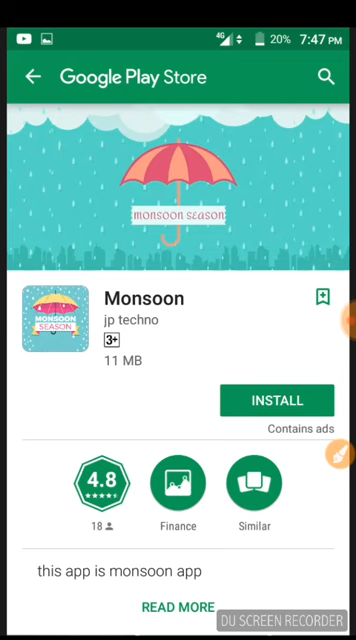 4G 20% 7:47 PM
Google Play Store
monsoon season
MONSOON
SEASON
Monsoon
jp techno
3+
11 MB
INSTALL
Contains ads
4.8
18
Finance
Similar
this app is monsoon app
READ MORE
DU SCREEN RECORDER